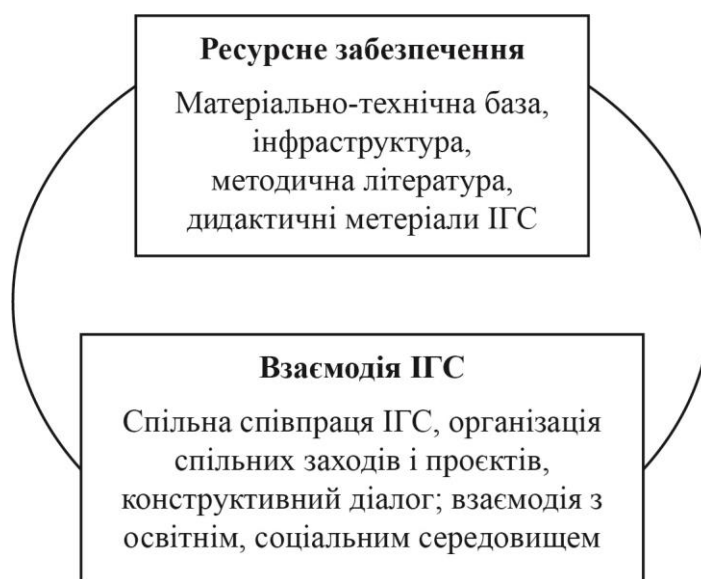 Ресурсне забезпечення
Матеріально-технічна база,
інфраструктура,
методична література,
дидактичні метеріали ІГС
Взаємодія ІГС
Спільна співпраця ІГС, організація
спільних заходів і проєктів,
конструктивний діалог; взаємодія з
освітнім, соціальним середовищем